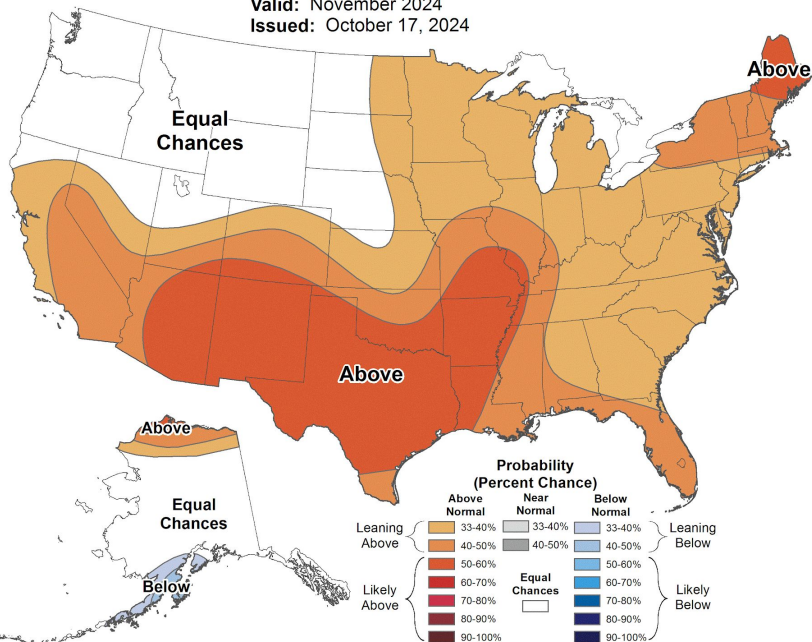 Valid: November 2024
Issued: October 17, 2024
Above
Equal
Chances
Above
Above
Equal
Chances
Below
Probability
(Percent Chance)
Above
Normal
Near
Normal
Below
Normal
Leaning
Above
33-40%
33-40%
33-40%
Leaning
Below
40-50%
40-50%
40-50%
Likely
Above
50-60%
50-60%
Likely
Below
60-70%
Equal
Chances
60-70%
70-80%
70-80%
80-90%
80-90%
90-100%
90-100%